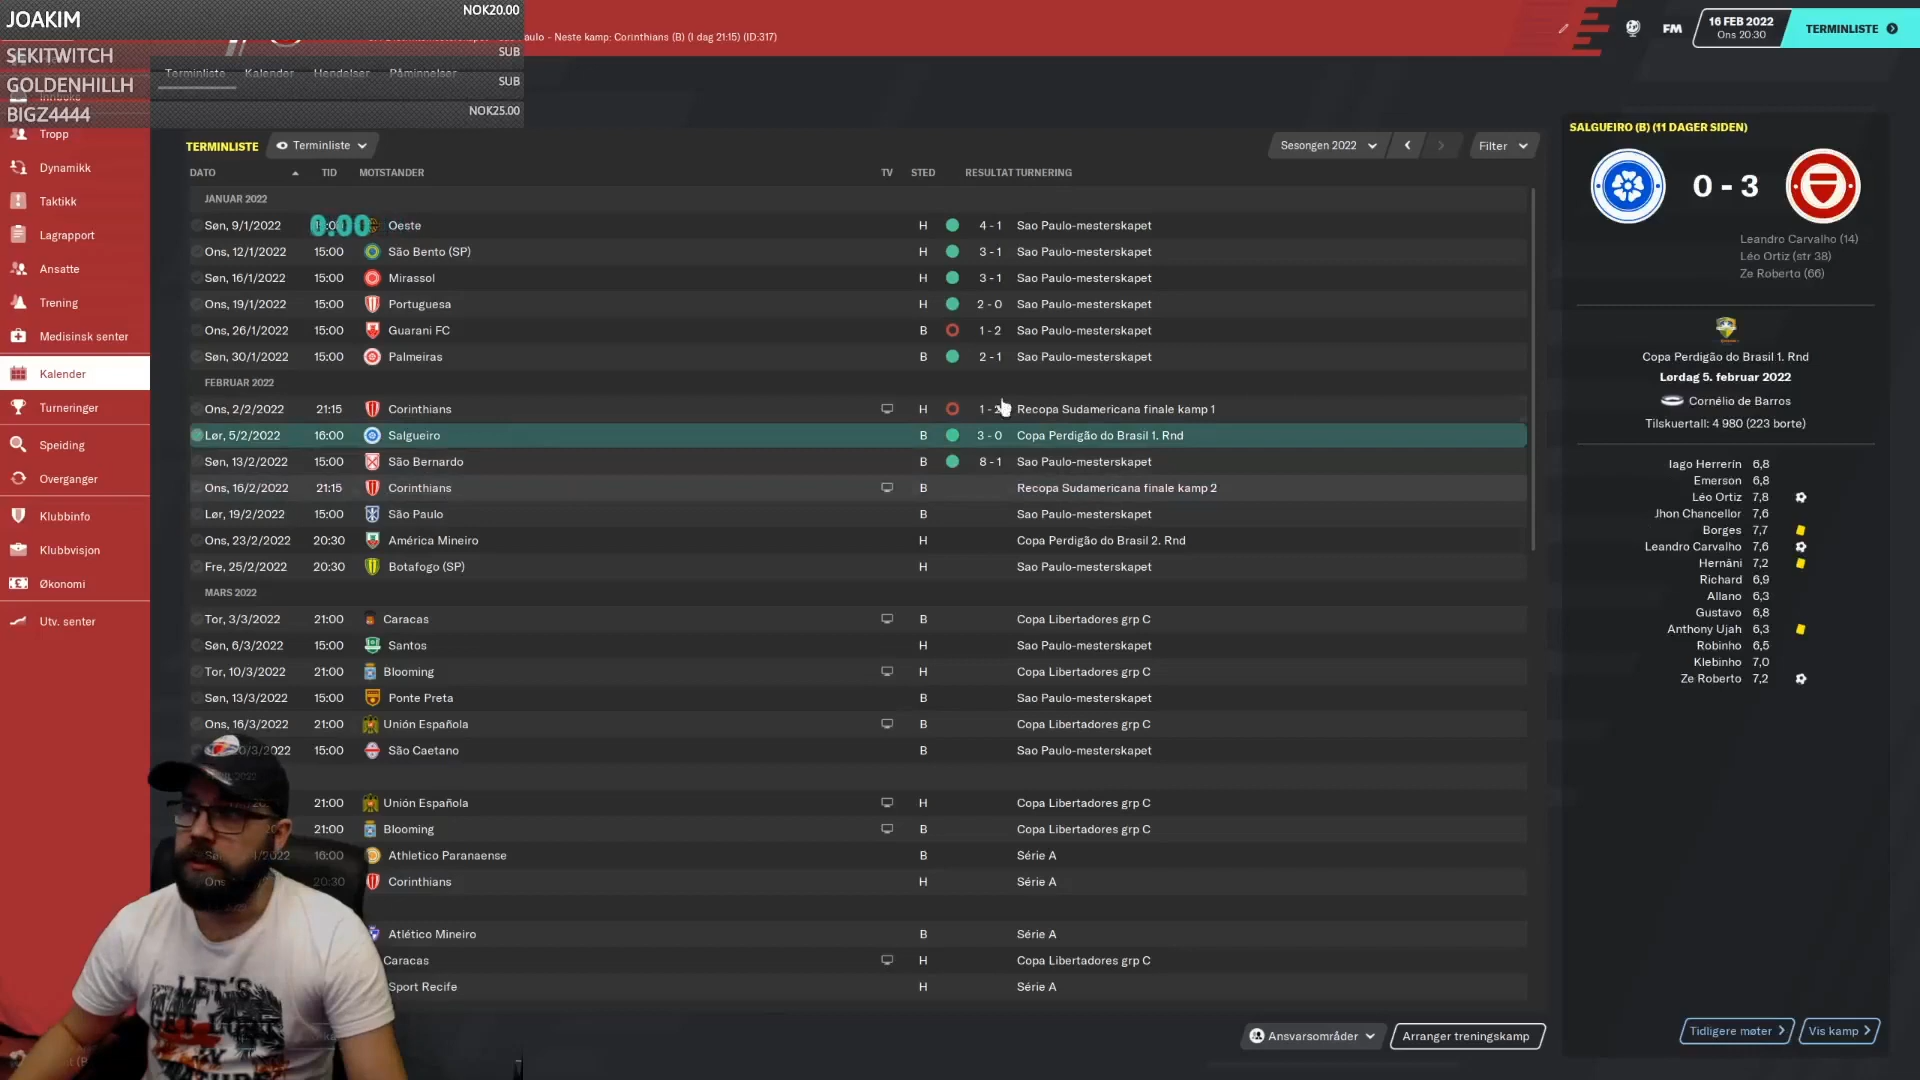 JOAKIM NOK20.00
SEKITWITCH SUB
GOLDENHILLH SUB
BIGZ4444 NOK25.00
aulo - Neste kamp: Corinthians (B) (I dag 21:15) (ID:317)
FM
16 FEB 2022
Ons 20:30
TERMINLISTE
Terminliste Kalender Hendelser Påminnelser
Tropp
Dynamikk
Taktikk
Lagrapport
Ansatte
Trening
Medisinsk senter
Kalender
Turneringer
Speiding
Overganger
Klubbinfo
Klubbvisjon
Økonomi
Utv. senter
TERMINLISTE Terminliste Sesongen 2022 Filter
DATO TID MOTSTANDER TV STED RESULTAT TURNERING
JANUAR 2022
0.00
Søn, 9/1/2022 Oeste H 4 - 1 Sao Paulo-mesterskapet
Ons, 12/1/2022 15:00 São Bento (SP) H 3 - 1 Sao Paulo-mesterskapet
Søn, 16/1/2022 15:00 Mirassol H 3 - 1 Sao Paulo-mesterskapet
Ons, 19/1/2022 15:00 Portuguesa H 2 - 0 Sao Paulo-mesterskapet
Ons, 26/1/2022 15:00 Guarani FC B 1 - 2 Sao Paulo-mesterskapet
Søn, 30/1/2022 15:00 Palmeiras B 2 - 1 Sao Paulo-mesterskapet
FEBRUAR 2022
Ons, 2/2/2022 21:15 Corinthians H 1 - 2 Recopa Sudamericana finale kamp 1
Lør, 5/2/2022 16:00 Salgueiro B 3 - 0 Copa Perdigão do Brasil 1. Rnd
Søn, 13/2/2022 15:00 São Bernardo B 8 - 1 Sao Paulo-mesterskapet
Ons, 16/2/2022 21:15 Corinthians B Recopa Sudamericana finale kamp 2
Lør, 19/2/2022 15:00 São Paulo B Sao Paulo-mesterskapet
Ons, 23/2/2022 20:30 América Mineiro H Copa Perdigão do Brasil 2. Rnd
Fre, 25/2/2022 20:30 Botafogo (SP) H Sao Paulo-mesterskapet
MARS 2022
Tor, 3/3/2022 21:00 Caracas B Copa Libertadores grp C
Søn, 6/3/2022 15:00 Santos H Sao Paulo-mesterskapet
Tor, 10/3/2022 21:00 Blooming H Copa Libertadores grp C
Søn, 13/3/2022 15:00 Ponte Preta B Sao Paulo-mesterskapet
Ons, 16/3/2022 21:00 Unión Española B Copa Libertadores grp C
0/3/2022 15:00 São Caetano B Sao Paulo-mesterskapet
21:00 Unión Española H Copa Libertadores grp C
21:00 Blooming B Copa Libertadores grp C
16:00 Athletico Paranaense B Série A
Ons 20:30 Corinthians H Série A
Atlético Mineiro B Série A
Caracas H Copa Libertadores grp C
Sport Recife H Série A
LET'S
Ansvarsområder Arranger treningskamp
SALGUEIRO (B) (11 DAGER SIDEN)
0 - 3
Leandro Carvalho (14)
Léo Ortiz (str 38)
Ze Roberto (66)
Copa Perdigão do Brasil 1. Rnd
Lørdag 5. februar 2022
Cornélio de Barros
Tilskuertall: 4 980 (223 borte)
Iago Herrerín 6,8
Emerson 6,8
Léo Ortiz 7,8
Jhon Chancellor 7,6
Borges 7,7
Leandro Carvalho 7,6
Hernâni 7,2
Richard 6,9
Allano 6,3
Gustavo 6,8
Anthony Ujah 6,3
Robinho 6,5
Klebinho 7,0
Ze Roberto 7,2
Tidligere møter Vis kamp